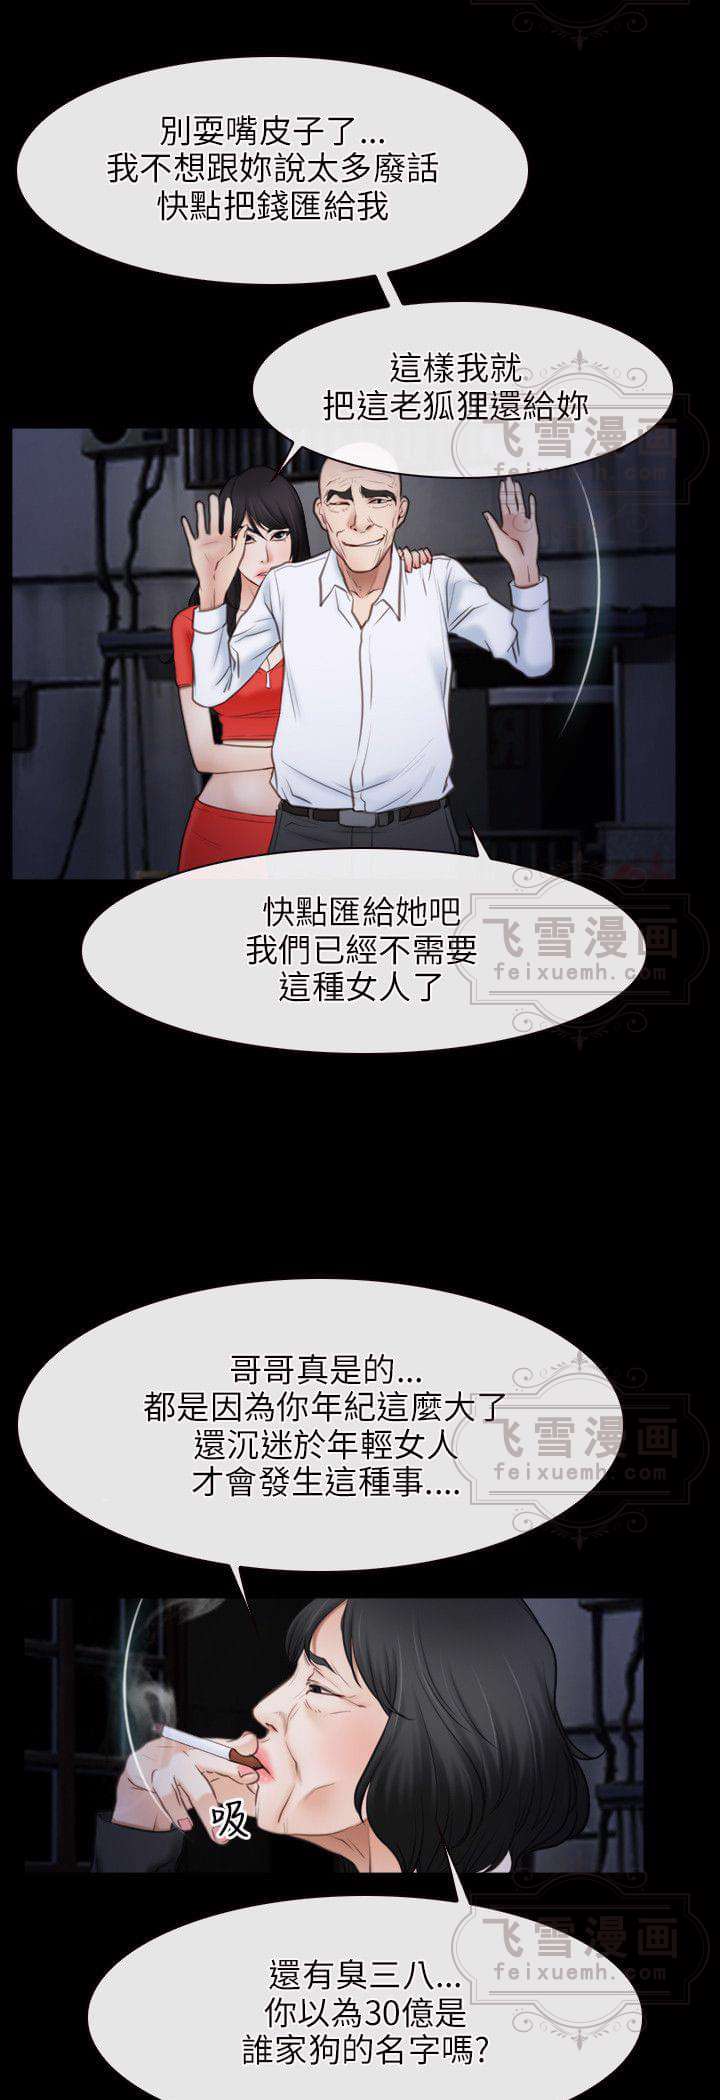 別耍嘴皮子了...
我不想跟妳說太多廢話
快點把錢匯給我
這樣我就
把這老狐狸還給妳
飞雪漫画
feixuemh.com
快點匯給她吧
我們已經不需要
這種女人了
飞雪漫画
feixuemh.com
哥哥真是的...
都是因為你年紀這麼大了
還沉迷於年輕女人
才會發生這種事....
飞雪漫画
feixuemh.com
吸
還有臭三八...
你以為30億是
誰家狗的名字嗎?
飞雪漫画
feixuemh.com